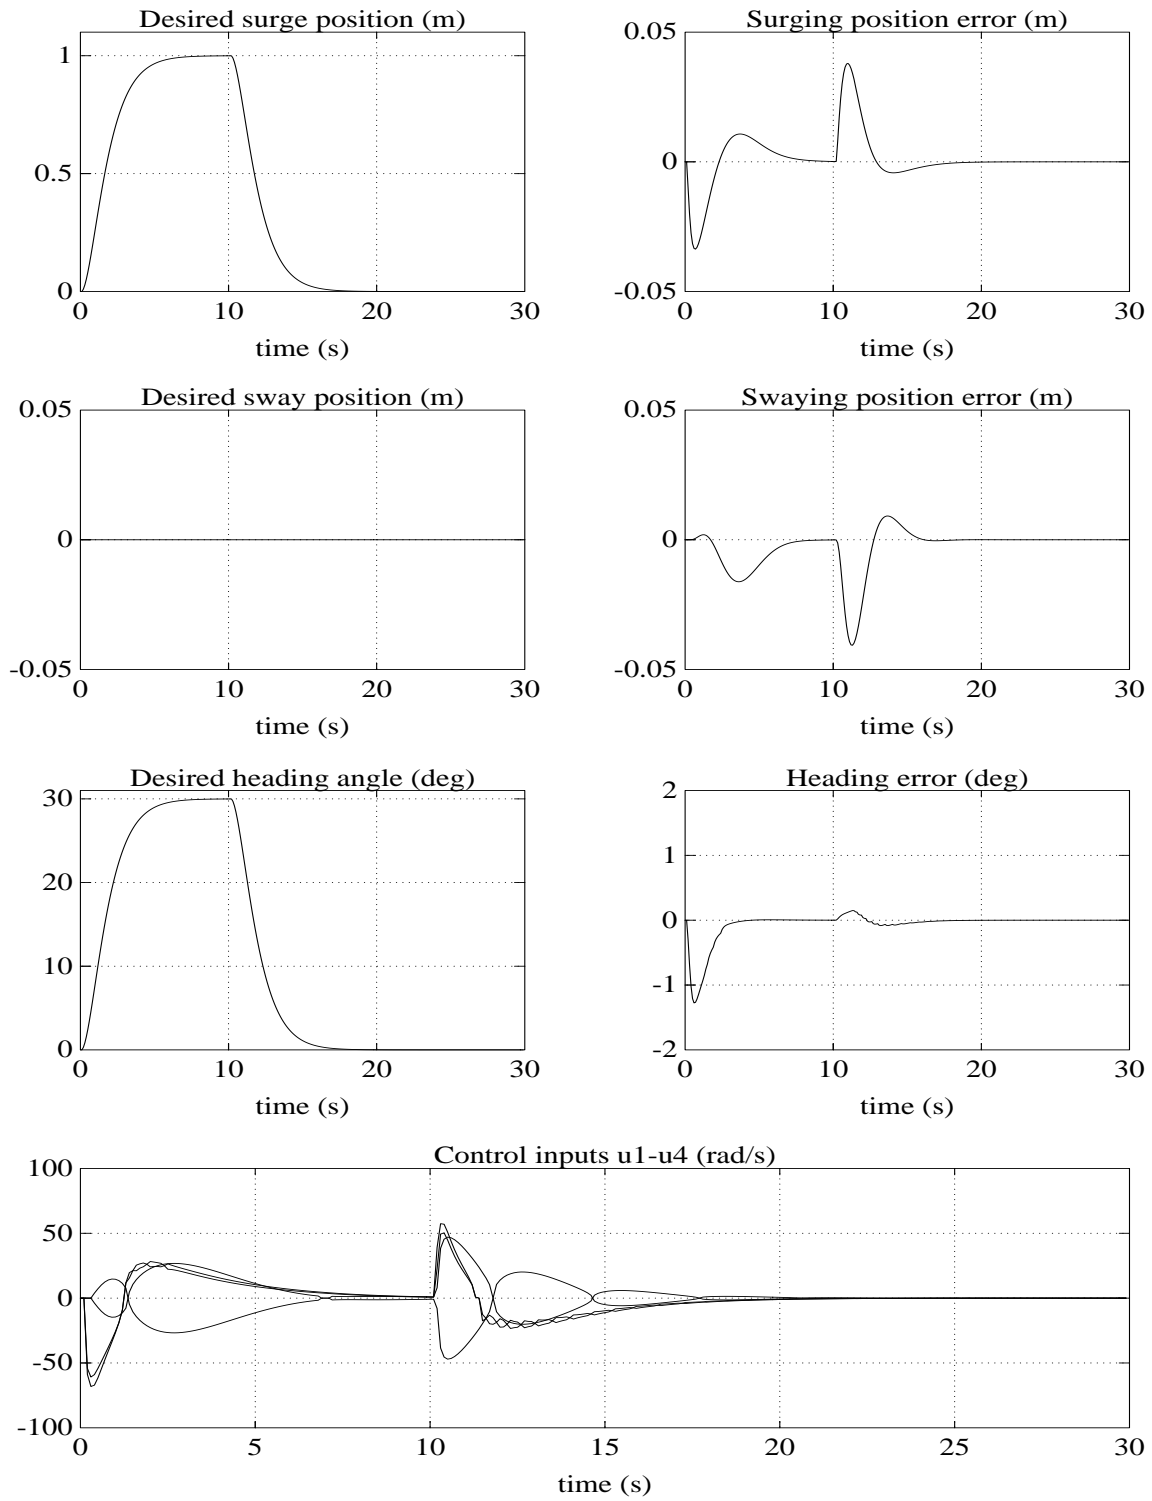 Desired surge position (m)
1
0.5
0
0 10 20 30
time (s)
Surging position error (m)
0.05
0
-0.05
0 10 20 30
time (s)
Desired sway position (m)
0.05
0
-0.05
0 10 20 30
time (s)
Swaying position error (m)
0.05
0
-0.05
0 10 20 30
time (s)
Desired heading angle (deg)
30
20
10
0
0 10 20 30
time (s)
Heading error (deg)
2
1
0
-1
-2
0 10 20 30
time (s)
Control inputs u1-u4 (rad/s)
100
50
0
-50
-100
0 5 10 15 20 25 30
time (s)